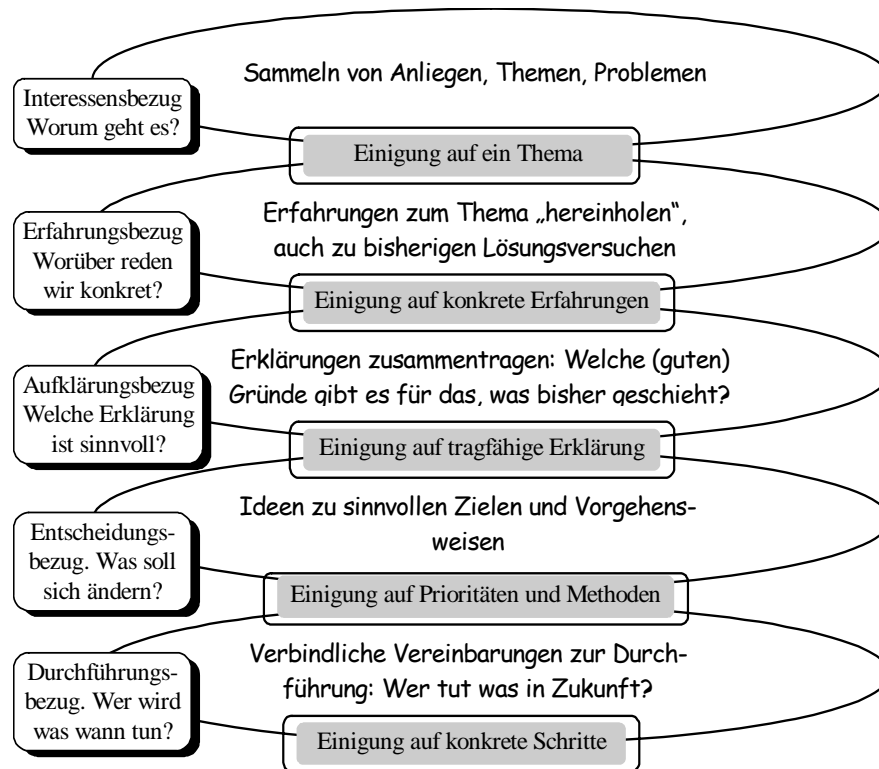 Sammeln von Anliegen, Themen, Problemen
Interessensbezug
Worum geht es?
Einigung auf ein Thema
Erfahrungen zum Thema „hereinholen“,
auch zu bisherigen Lösungsversuchen
Erfahrungsbezug
Worüber reden
wir konkret?
Einigung auf konkrete Erfahrungen
Erklärungen zusammentragen: Welche (guten)
Gründe gibt es für das, was bisher geschieht?
Aufklärungsbezug
Welche Erklärung
ist sinnvoll?
Einigung auf tragfähige Erklärung
Ideen zu sinnvollen Zielen und Vorgehens-
weisen
Entscheidungs-
bezug. Was soll
sich ändern?
Einigung auf Prioritäten und Methoden
Verbindliche Vereinbarungen zur Durch-
führung: Wer tut was in Zukunft?
Durchführungs-
bezug. Wer wird
was wann tun?
Einigung auf konkrete Schritte